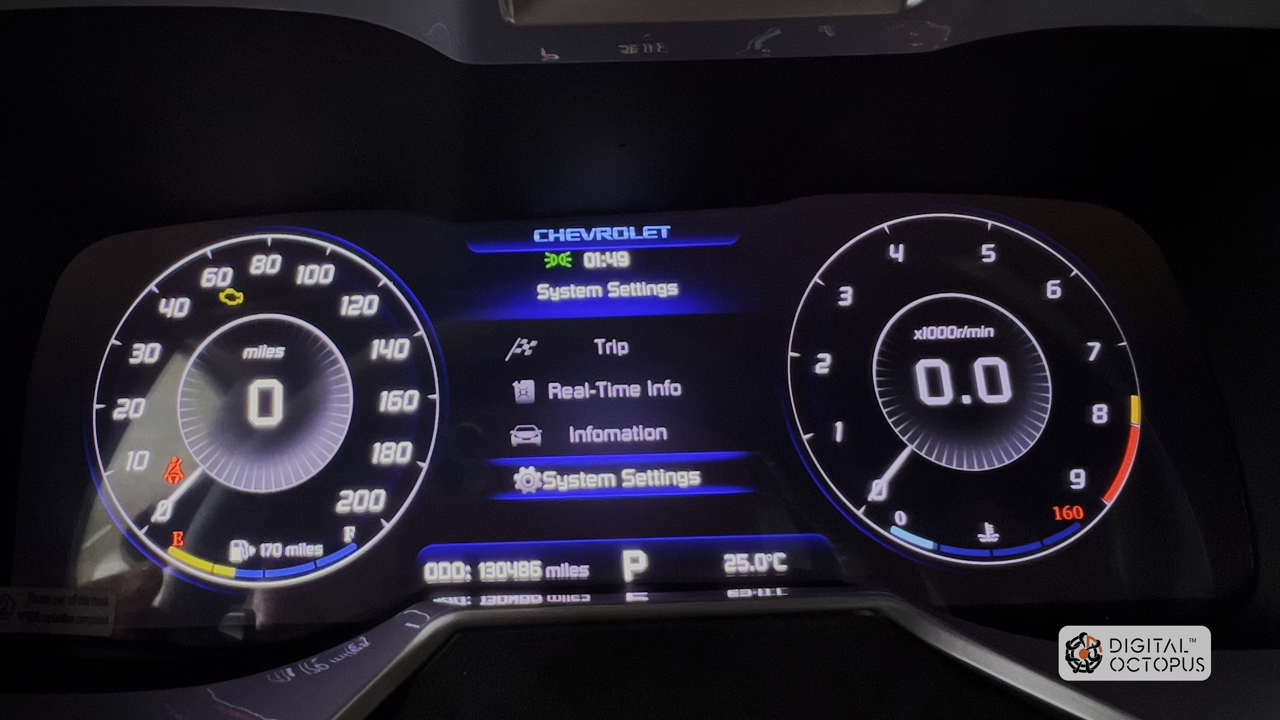 CHEVROLET
01:49
System Settings
Trip
Real-Time Info
Infomation
System Settings
ODO: 130486 miles
P
25.0°C
0
10
20
30
40
60
80
100
120
140
160
180
200
miles
0
E
170 miles
F
0
1
2
3
4
5
6
7
8
9
x1000r/min
0.0
0
160
DIGITAL™
OCTOPUS